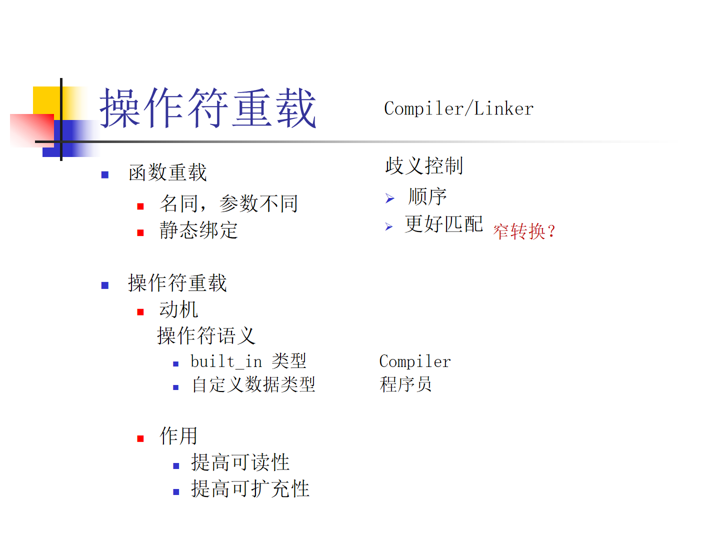 操作符重载
Compiler/Linker
函数重载
名同，参数不同
静态绑定
歧义控制
顺序
更好匹配 窄转换？
操作符重载
动机
操作符语义
built_in 类型 Compiler
自定义数据类型 程序员
作用
提高可读性
提高可扩充性